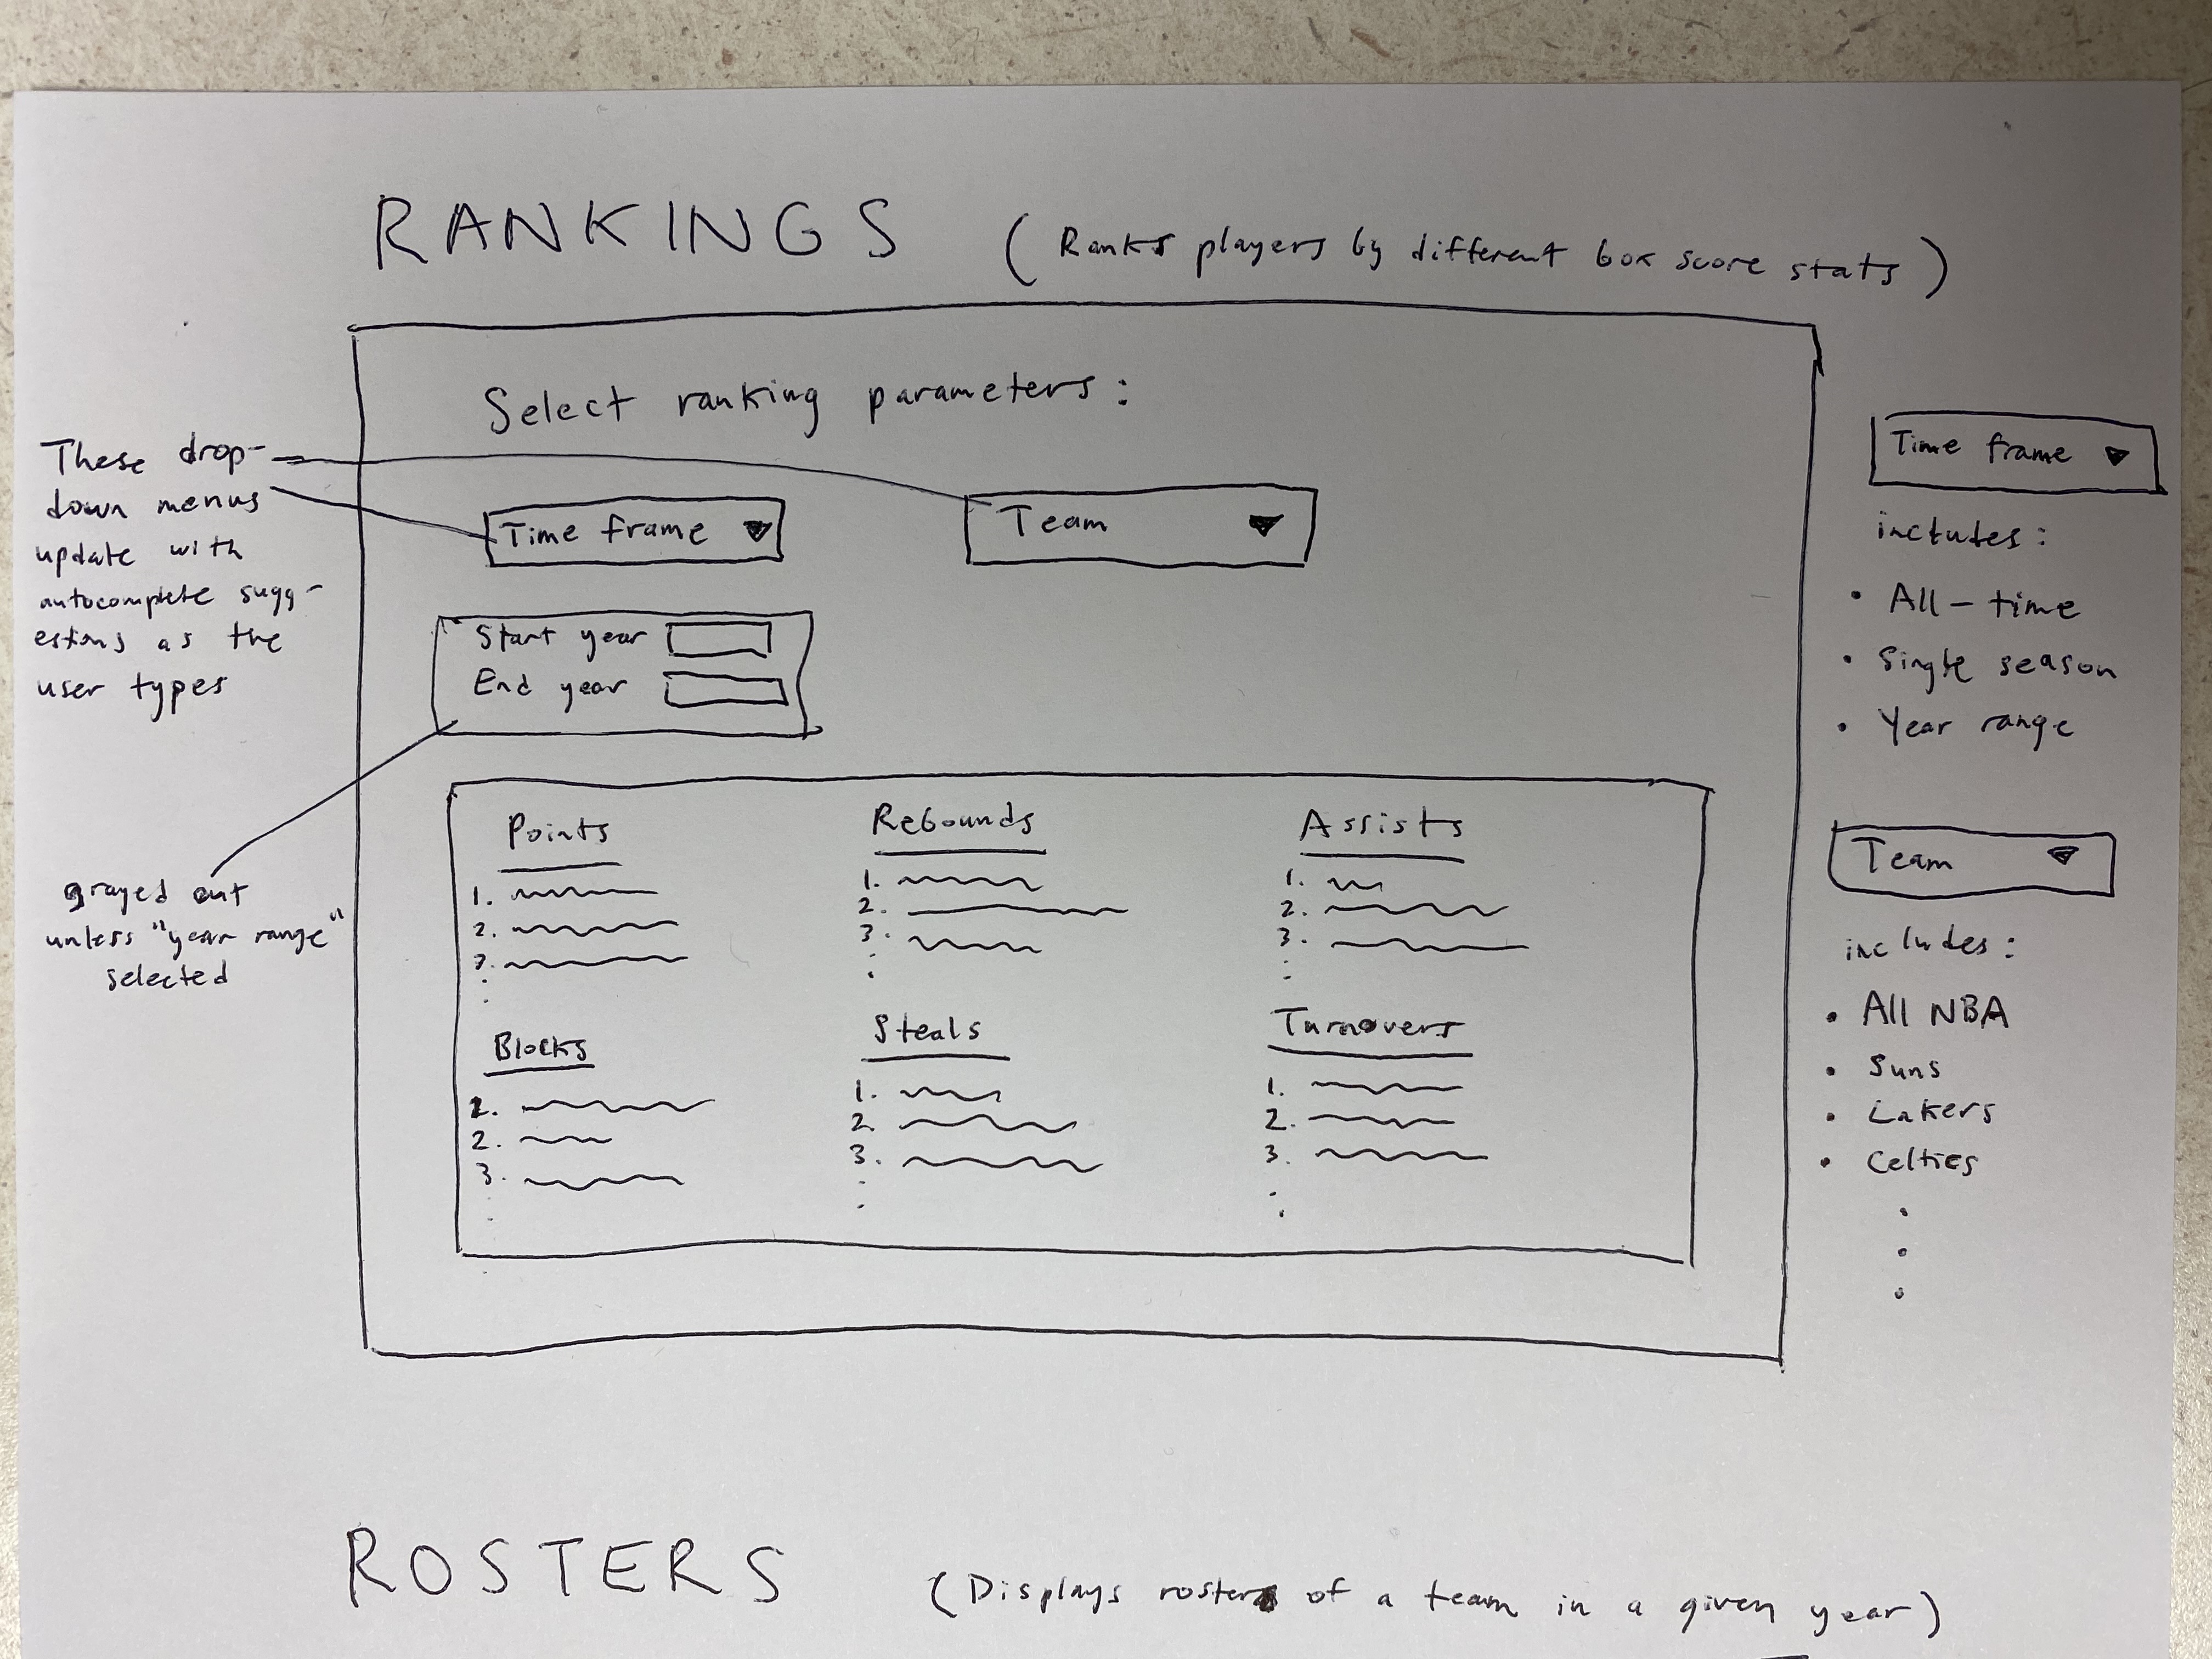 RANKINGS (Ranks players by different box score stats)
Select ranking parameters:
These drop-
down menus
update with
autocomplete sugg-
estions as the
user types
Time frame
Team
Start year
End year
grayed out
unless "year range"
selected
Points
1.
2.
3.
Rebounds
1.
2.
3.
Assists
1.
2.
3.
Blocks
1.
2.
3.
Steals
1.
2.
3.
Turnovers
1.
2.
3.
Time frame
includes:
• All-time
• Single season
• Year range
Team
includes:
• All NBA
• Suns
• Lakers
• Celtics
ROSTERS (Displays roster of a team in a given year)